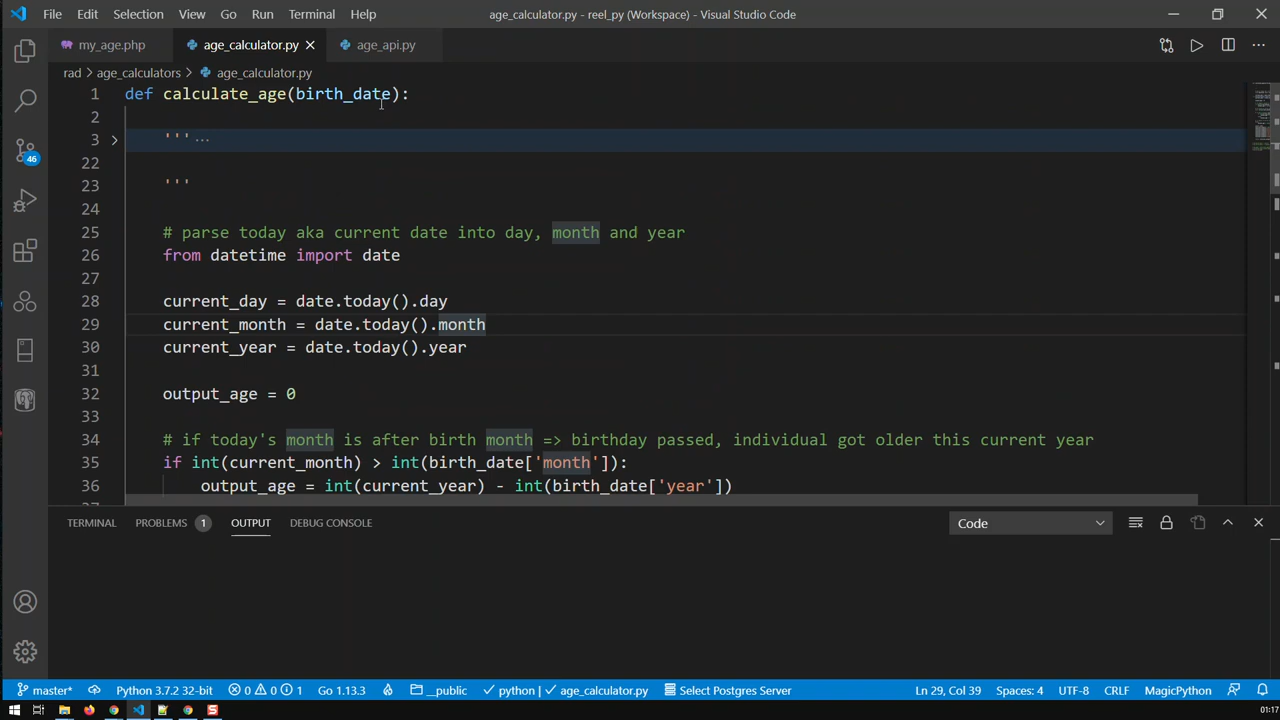 File Edit Selection View Go Run Terminal Help age_calculator.py - reel_py (Workspace) - Visual Studio Code
my_age.php age_calculator.py age_api.py
rad > age_calculators > age_calculator.py
1 def calculate_age(birth_date):
2
3 ''' ...
22
23 '''
24
25 # parse today aka current date into day, month and year
26 from datetime import date
27
28 current_day = date.today().day
29 current_month = date.today().month
30 current_year = date.today().year
31
32 output_age = 0
33
34 # if today's month is after birth month => birthday passed, individual got older this current year
35 if int(current_month) > int(birth_date['month']):
36 output_age = int(current_year) - int(birth_date['year'])
46
TERMINAL PROBLEMS 1 OUTPUT DEBUG CONSOLE Code
master* Python 3.7.2 32-bit 0 0 1 Go 1.13.3 __public python | age_calculator.py Select Postgres Server Ln 29, Col 39 Spaces: 4 UTF-8 CRLF MagicPython
01:17